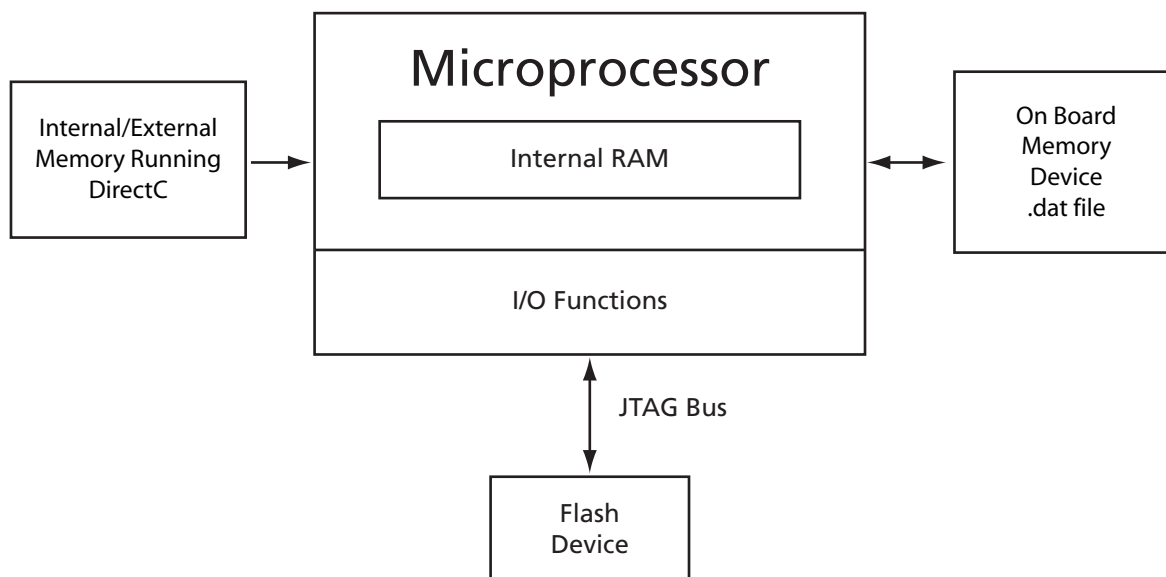 Microprocessor
Internal/External
Memory Running
DirectC
Internal RAM
On Board
Memory
Device
.dat file
I/O Functions
JTAG Bus
Flash
Device